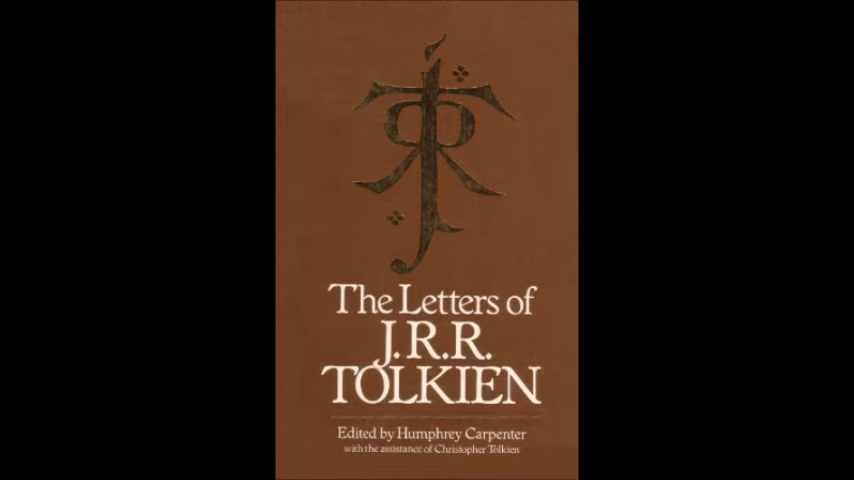 The Letters of
J.R.R.
TOLKIEN
Edited by Humphrey Carpenter
with the assistance of Christopher Tolkien